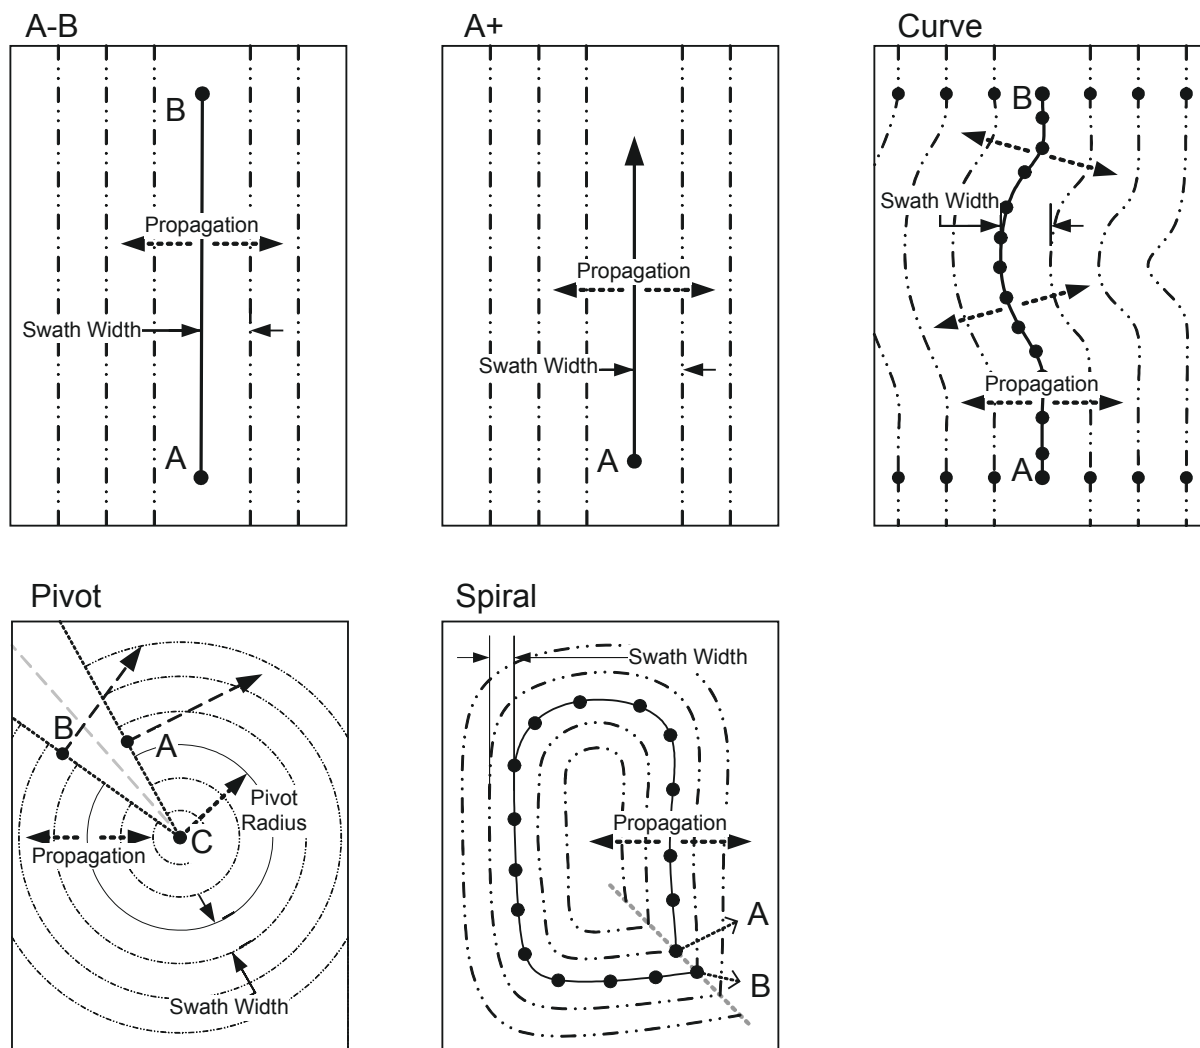 A-B
B
Propagation
Swath Width
A
A+
Propagation
Swath Width
A
Curve
B
Swath Width
Propagation
A
Pivot
B
A
Pivot
Radius
C
Propagation
Swath Width
Spiral
Swath Width
Propagation
A
B